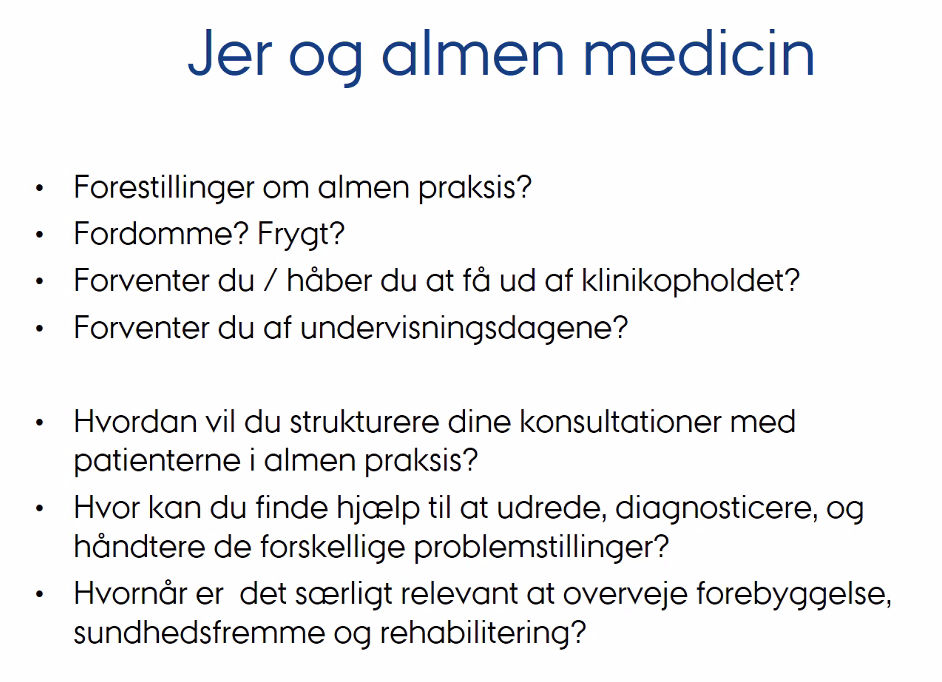 Jer og almen medicin
• Forestillinger om almen praksis?
• Fordomme? Frygt?
• Forventer du / håber du at få ud af klinikopholdet?
• Forventer du af undervisningsdagene?
• Hvordan vil du strukturere dine konsultationer med
patienterne i almen praksis?
• Hvor kan du finde hjælp til at udrede, diagnosticere, og
håndtere de forskellige problemstillinger?
• Hvornår er  det særligt relevant at overveje forebyggelse,
sundhedsfremme og rehabilitering?